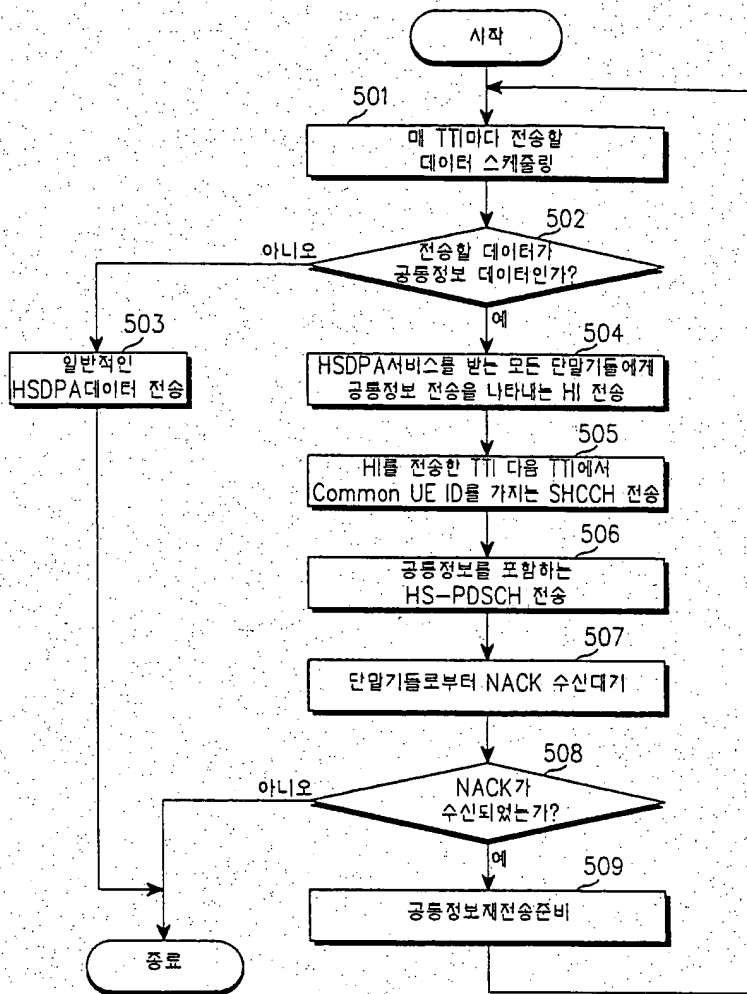 시작
501
매 TTI마다 전송할
데이터 스케줄링
502
전송할 데이터가
공통정보 데이터인가?
아니오
예
503
일반적인
HSDPA데이터 전송
504
HSDPA서비스를 받는 모든 단말기들에게
공통정보 전송을 나타내는 HI 전송
505
HI를 전송한 TTI 다음 TTI에서
Common UE ID를 가지는 SHCCH 전송
506
공통정보를 포함하는
HS-PDSCH 전송
507
단말기들로부터 NACK 수신대기
508
NACK가
수신되었는가?
아니오
예
509
공통정보재전송준비
종료